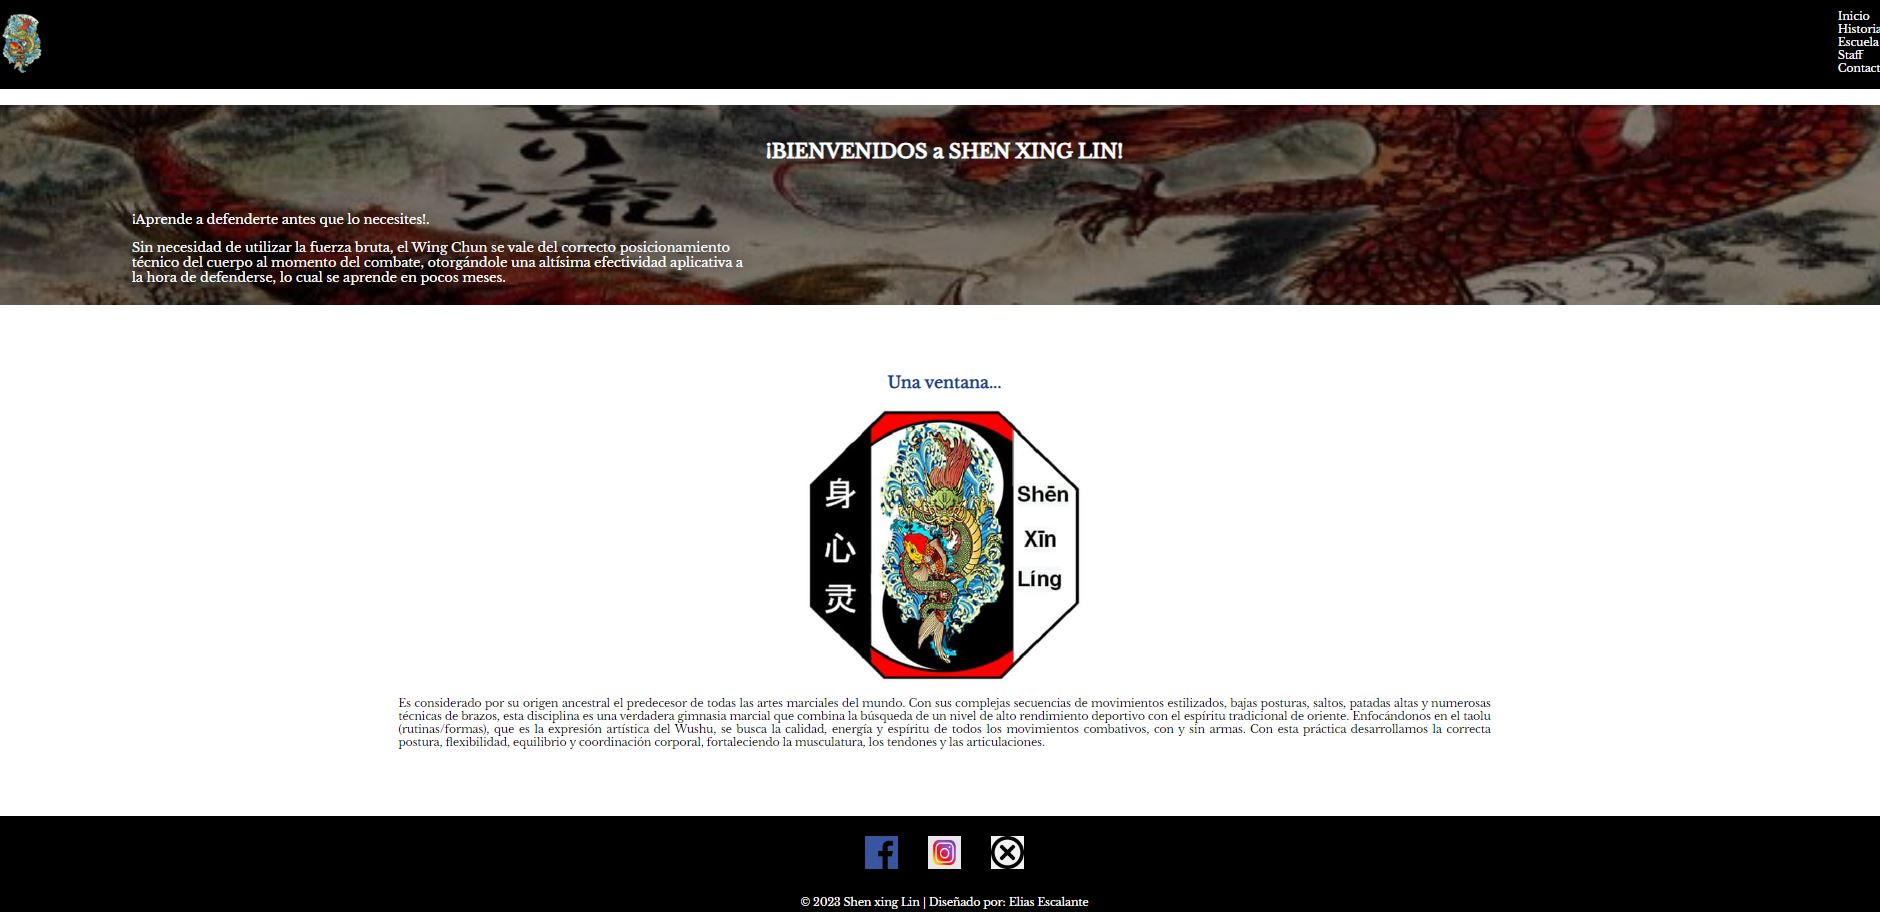 Inicio
Historia
Escuela
Staff
Contact
¡BIENVENIDOS a SHEN XING LIN!
¡Aprende a defenderte antes que lo necesites!.
Sin necesidad de utilizar la fuerza bruta, el Wing Chun se vale del correcto posicionamiento
técnico del cuerpo al momento del combate, otorgándole una altísima efectividad aplicativa a
la hora de defenderse, lo cual se aprende en pocos meses.
Una ventana...
身
心
灵
Shēn
Xīn
Líng
Es considerado por su origen ancestral el predecesor de todas las artes marciales del mundo. Con sus complejas secuencias de movimientos estilizados, bajas posturas, saltos, patadas altas y numerosas
técnicas de brazos, esta disciplina es una verdadera gimnasia marcial que combina la búsqueda de un nivel de alto rendimiento deportivo con el espíritu tradicional de oriente. Enfocándonos en el taolu
(rutinas/formas), que es la expresión artística del Wushu, se busca la calidad, energía y espíritu de todos los movimientos combativos, con y sin armas. Con esta práctica desarrollamos la correcta
postura, flexibilidad, equilibrio y coordinación corporal, fortaleciendo la musculatura, los tendones y las articulaciones.
© 2023 Shen xing Lin | Diseñado por: Elias Escalante